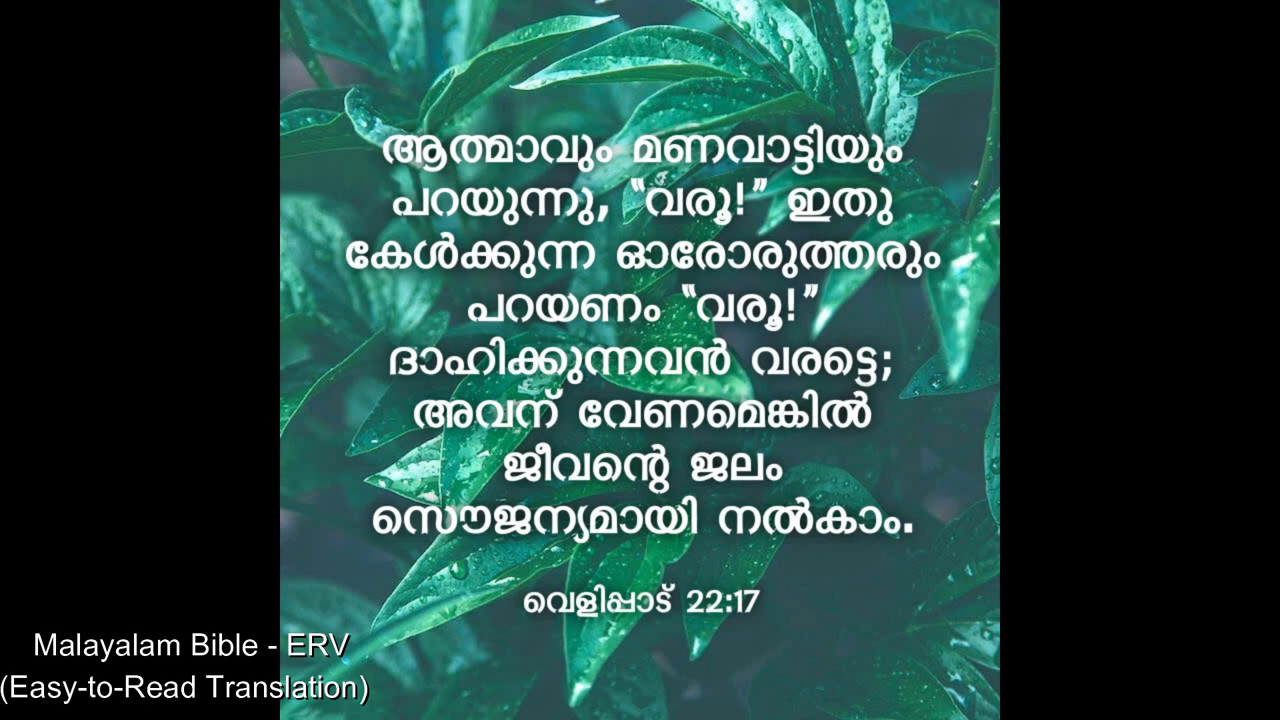 ആത്മാവും മണവാട്ടിയും
പറയുന്നു, “വരൂ!” ഇതു
കേൾക്കുന്ന ഓരോരുത്തരും
പറയണം “വരൂ!”
ദാഹിക്കുന്നവൻ വരട്ടെ;
അവന് വേണമെങ്കിൽ
ജീവന്റെ ജലം
സൌജന്യമായി നൽകാം.
വെളിപ്പാട് 22:17
Malayalam Bible - ERV
(Easy-to-Read Translation)